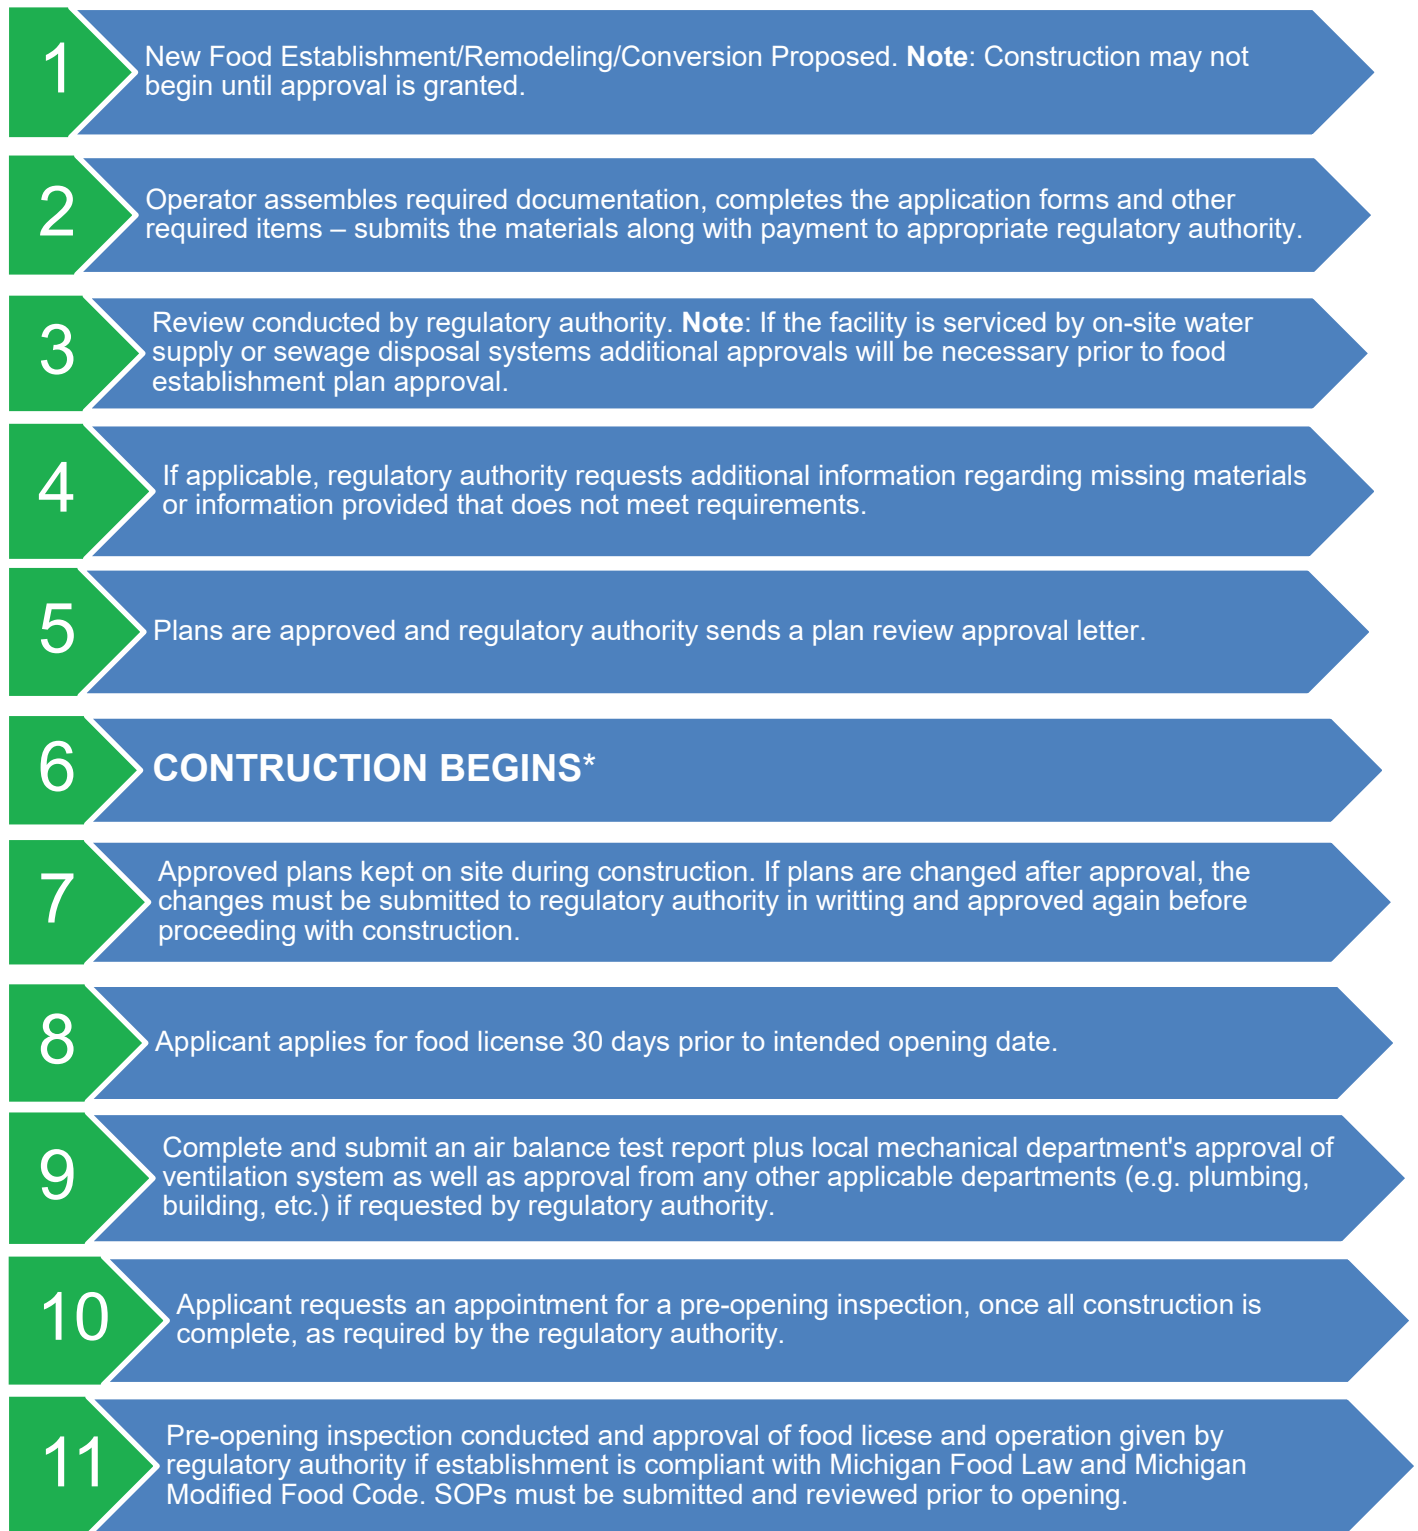 1
New Food Establishment/Remodeling/Conversion Proposed. Note: Construction may not
begin until approval is granted.
2
Operator assembles required documentation, completes the application forms and other
required items – submits the materials along with payment to appropriate regulatory authority.
3
Review conducted by regulatory authority. Note: If the facility is serviced by on-site water
supply or sewage disposal systems additional approvals will be necessary prior to food
establishment plan approval.
4
If applicable, regulatory authority requests additional information regarding missing materials
or information provided that does not meet requirements.
5
Plans are approved and regulatory authority sends a plan review approval letter.
6
CONTRUCTION BEGINS*
7
Approved plans kept on site during construction. If plans are changed after approval, the
changes must be submitted to regulatory authority in writting and approved again before
proceeding with construction.
8
Applicant applies for food license 30 days prior to intended opening date.
9
Complete and submit an air balance test report plus local mechanical department's approval of
ventilation system as well as approval from any other applicable departments (e.g. plumbing,
building, etc.) if requested by regulatory authority.
10
Applicant requests an appointment for a pre-opening inspection, once all construction is
complete, as required by the regulatory authority.
11
Pre-opening inspection conducted and approval of food licese and operation given by
regulatory authority if establishment is compliant with Michigan Food Law and Michigan
Modified Food Code. SOPs must be submitted and reviewed prior to opening.